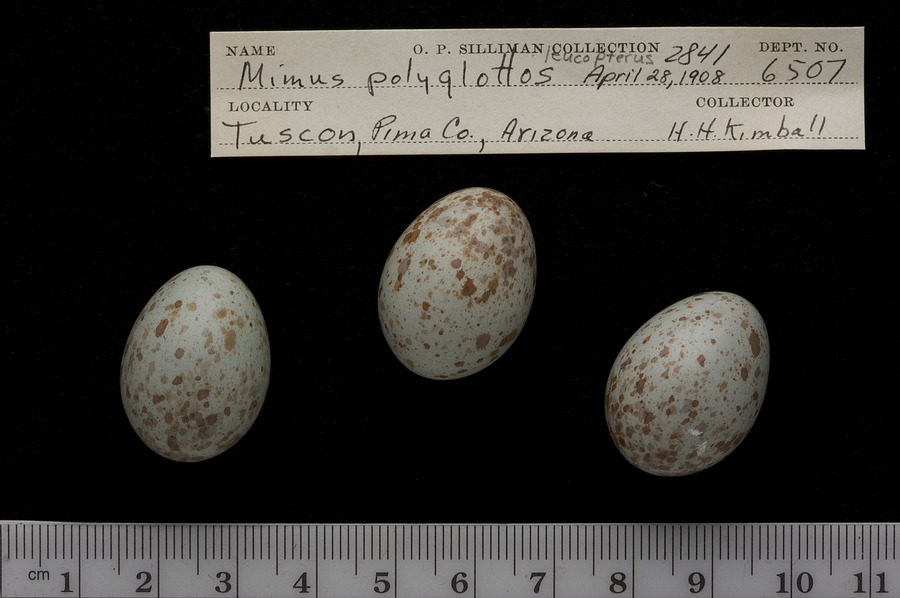 NAME O. P. SILLIMAN COLLECTION 2841 DEPT. NO.
Mimus polyglottos leucopterus April 28, 1908 6507
LOCALITY COLLECTOR
Tuscon, Pima Co., Arizona H. H. Kimball
cm 1 2 3 4 5 6 7 8 9 10 11